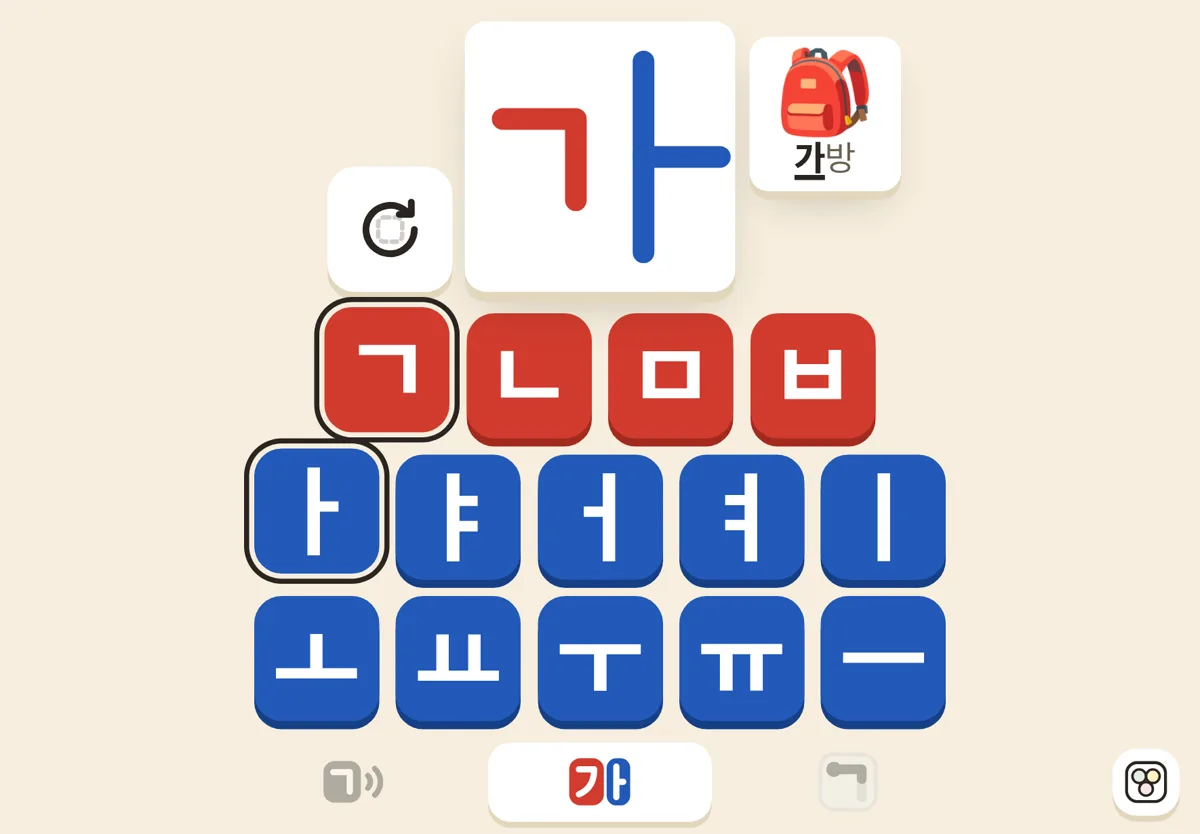 가
가방
ㄱ ㄴ ㅁ ㅂ
ㅏ ㅑ ㅓ ㅕ ㅣ
ㅗ ㅛ ㅜ ㅠ ㅡ
ㄱ 가 ㄱ